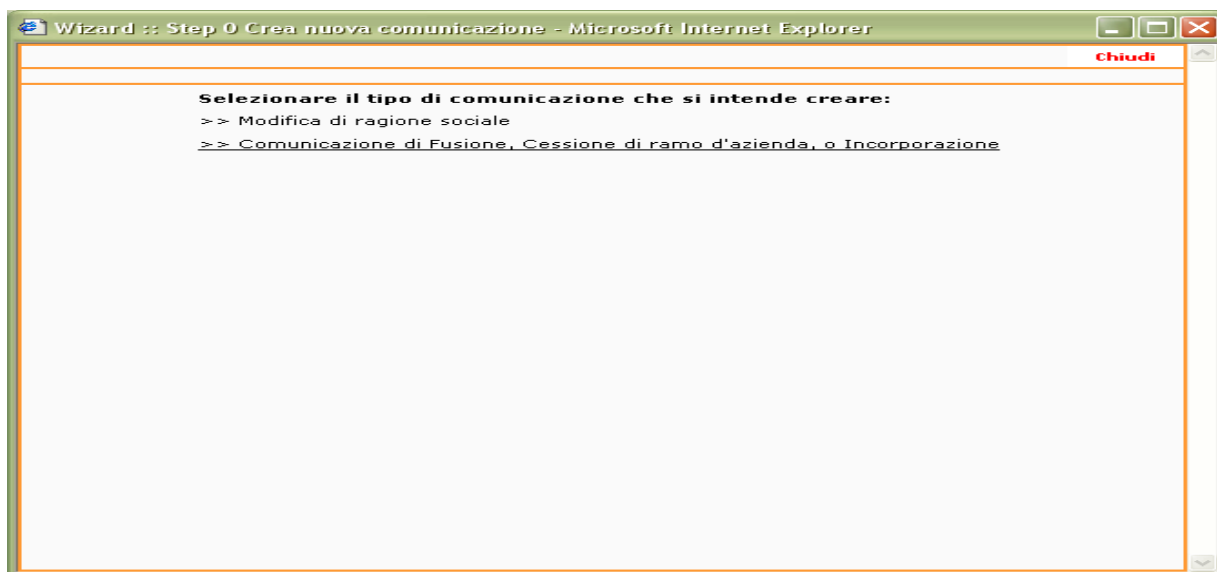 Wizard :: Step 0 Crea nuova comunicazione - Microsoft Internet Explorer
Chiudi
Selezionare il tipo di comunicazione che si intende creare:
>> Modifica di ragione sociale
>> Comunicazione di Fusione, Cessione di ramo d'azienda, o Incorporazione